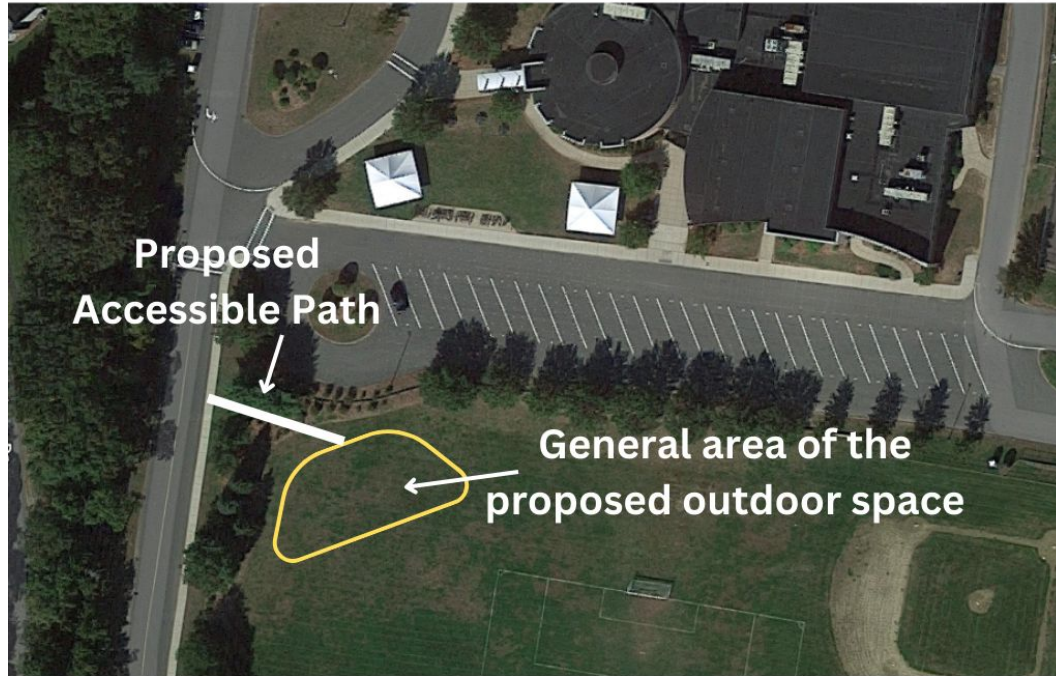 Proposed
Accessible Path
General area of the
proposed outdoor space